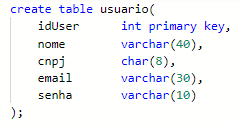 create table usuario(
idUser int primary key,
nome varchar(40),
cnpj char(8),
email varchar(30),
senha varchar(10)
);